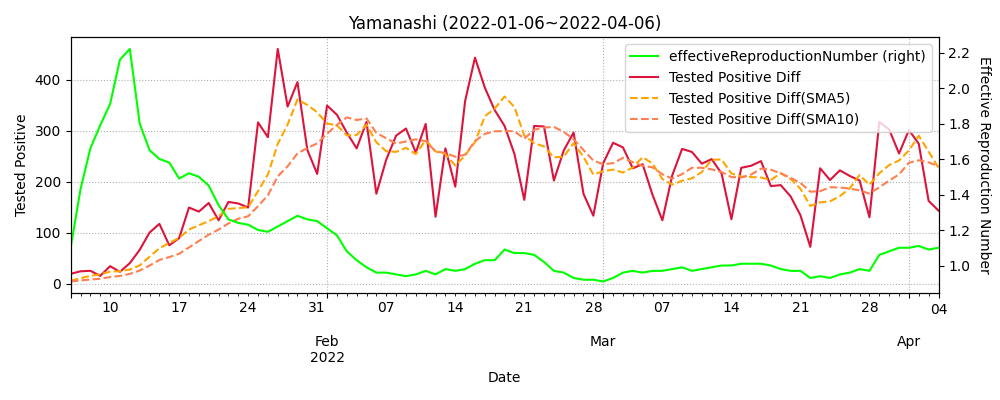 Yamanashi (2022-01-06~2022-04-06)
effectiveReproductionNumber (right)
Tested Positive Diff
Tested Positive Diff(SMA5)
Tested Positive Diff(SMA10)
Tested Positive
400
300
200
100
0
2.2
2.0
1.8
1.6
1.4
1.2
1.0
Effective Reproduction Number
10 17 24 31 07 14 21 28 07 14 21 28 04
Feb Mar Apr
2022
Date